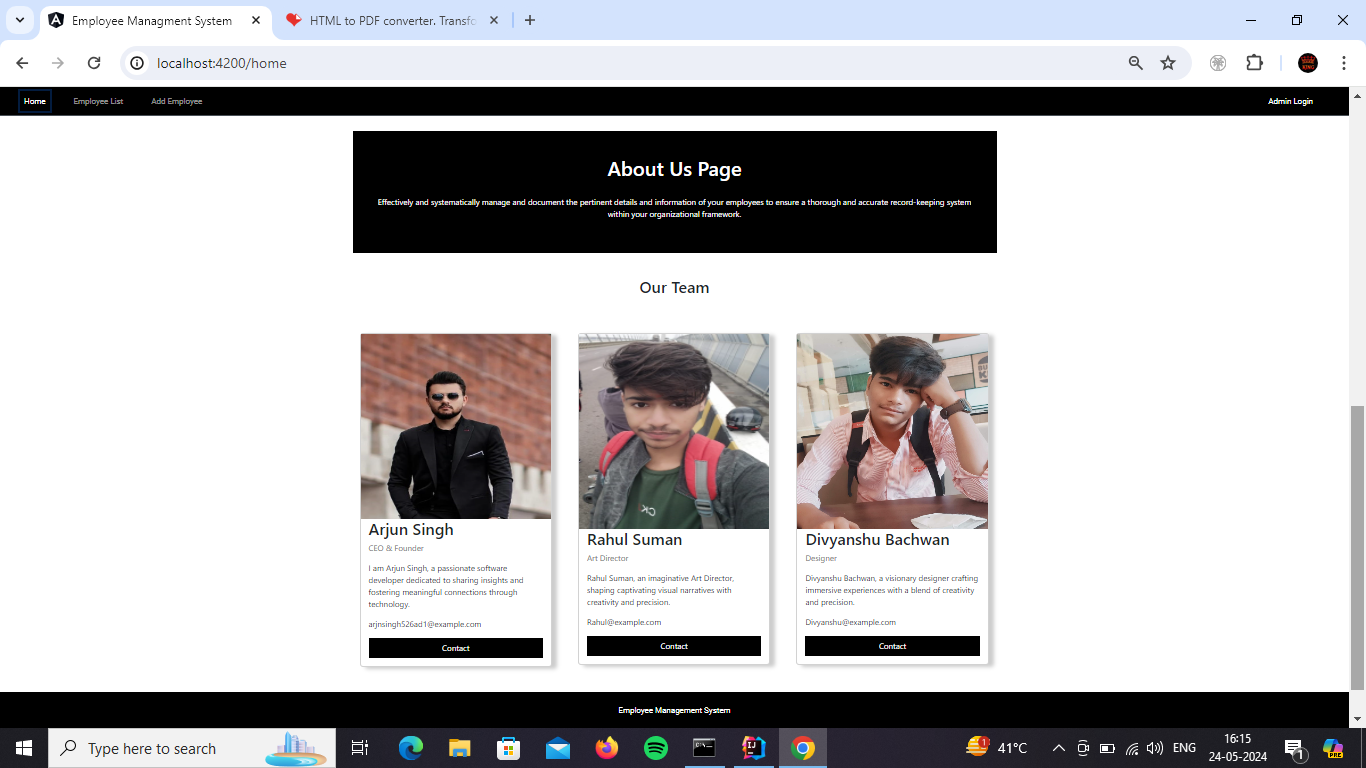 Employee Managment System
HTML to PDF converter. Transfo
localhost:4200/home
Home
Employee List
Add Employee
Admin Login
About Us Page
Effectively and systematically manage and document the pertinent details and information of your employees to ensure a thorough and accurate record-keeping system
within your organizational framework.
Our Team
Arjun Singh
CEO & Founder
I am Arjun Singh, a passionate software
developer dedicated to sharing insights and
fostering meaningful connections through
technology.
arjnsingh526ad1@example.com
Contact
Rahul Suman
Art Director
Rahul Suman, an imaginative Art Director,
shaping captivating visual narratives with
creativity and precision.
Rahul@example.com
Contact
Divyanshu Bachwan
Designer
Divyanshu Bachwan, a visionary designer crafting
immersive experiences with a blend of creativity
and precision.
Divyanshu@example.com
Contact
Employee Management System
Type here to search
1
41°C
ENG
16:15
24-05-2024
1
PRE